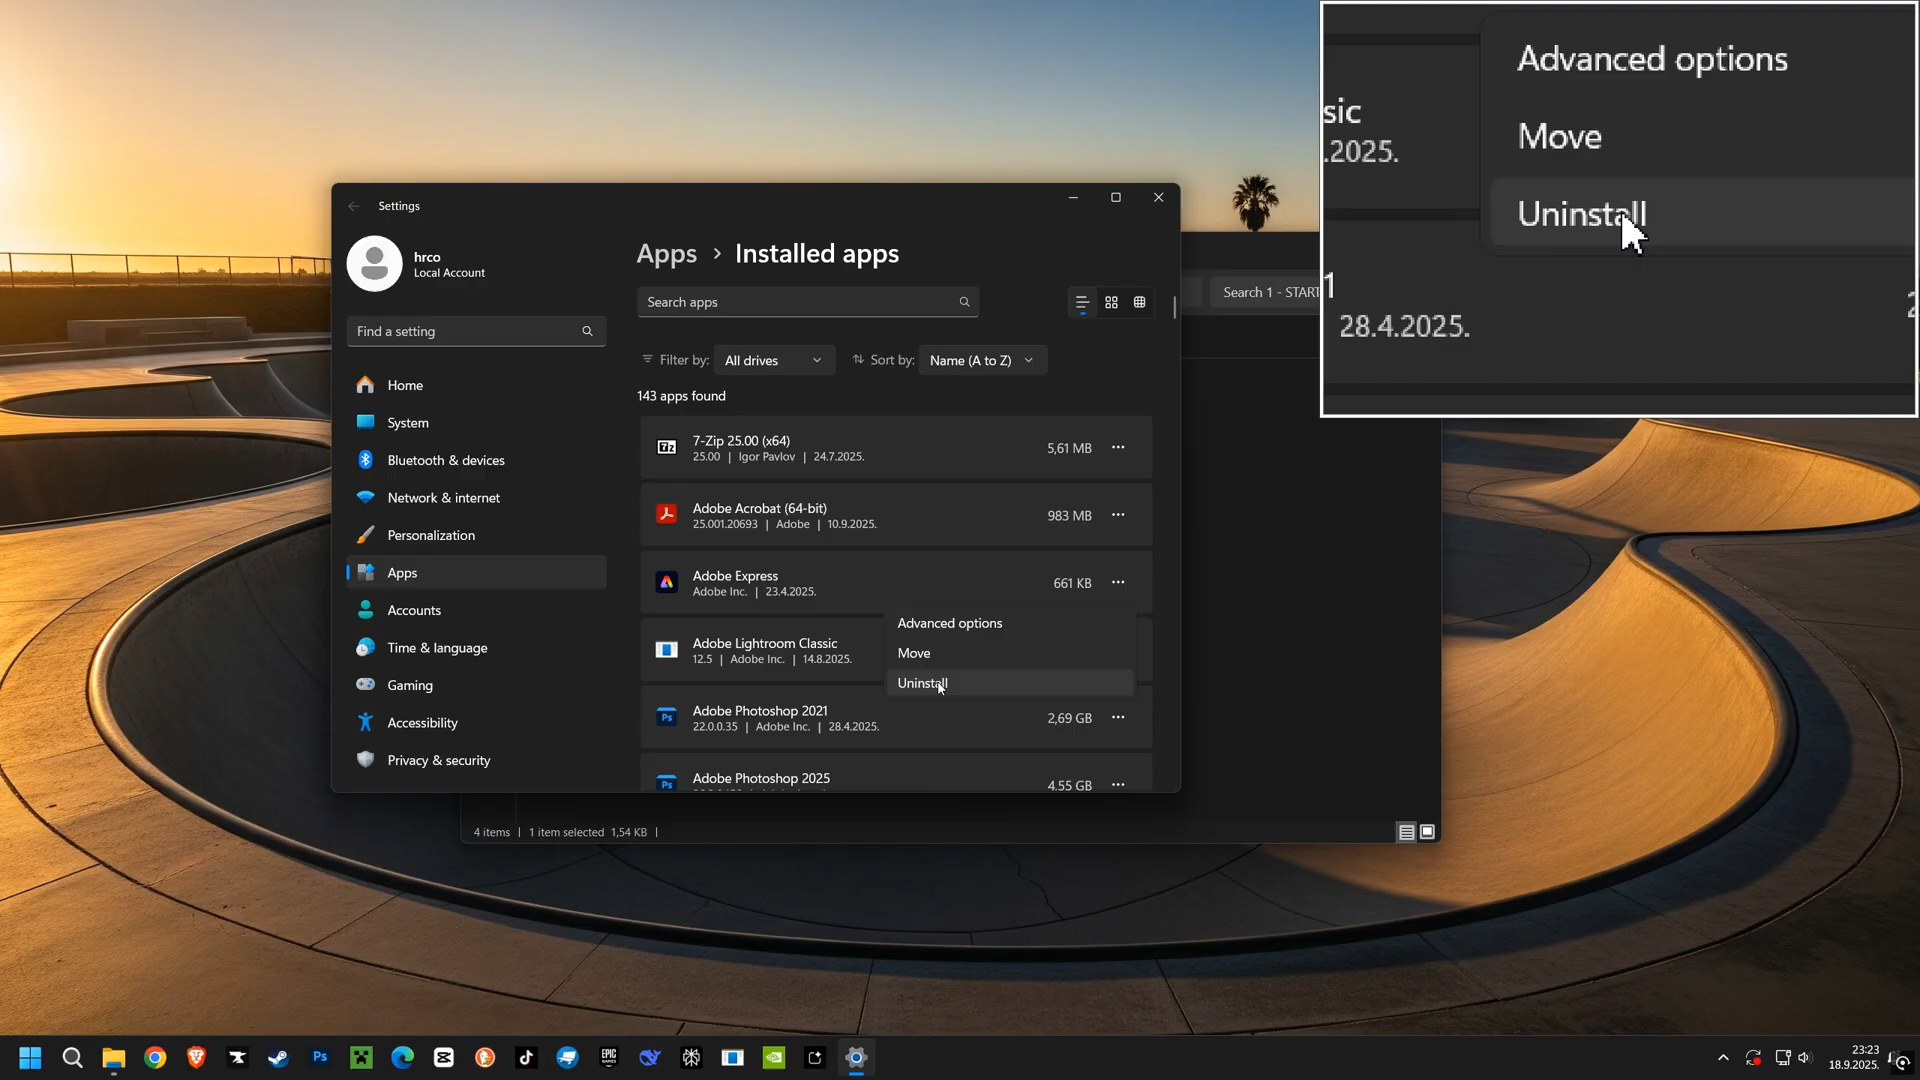 Settings
hrco
Local Account
Find a setting
Home
System
Bluetooth & devices
Network & internet
Personalization
Apps
Accounts
Time & language
Gaming
Accessibility
Privacy & security
Apps > Installed apps
Search apps
Filter by: All drives
Sort by: Name (A to Z)
143 apps found
7-Zip 25.00 (x64)
25.00 | Igor Pavlov | 24.7.2025.
5,61 MB
Adobe Acrobat (64-bit)
25.001.20693 | Adobe | 10.9.2025.
983 MB
Adobe Express
Adobe Inc. | 23.4.2025.
661 KB
Advanced options
Move
Uninstall
Adobe Lightroom Classic
12.5 | Adobe Inc. | 14.8.2025.
Adobe Photoshop 2021
22.0.0.35 | Adobe Inc. | 28.4.2025.
2,69 GB
Adobe Photoshop 2025
4,55 GB
Search 1 - START
4 items | 1 item selected 1,54 KB |
Advanced options
sic
.2025.
Move
Uninstall
1
28.4.2025.
Ps
EPIC
GAMES
23:23
18.9.2025.